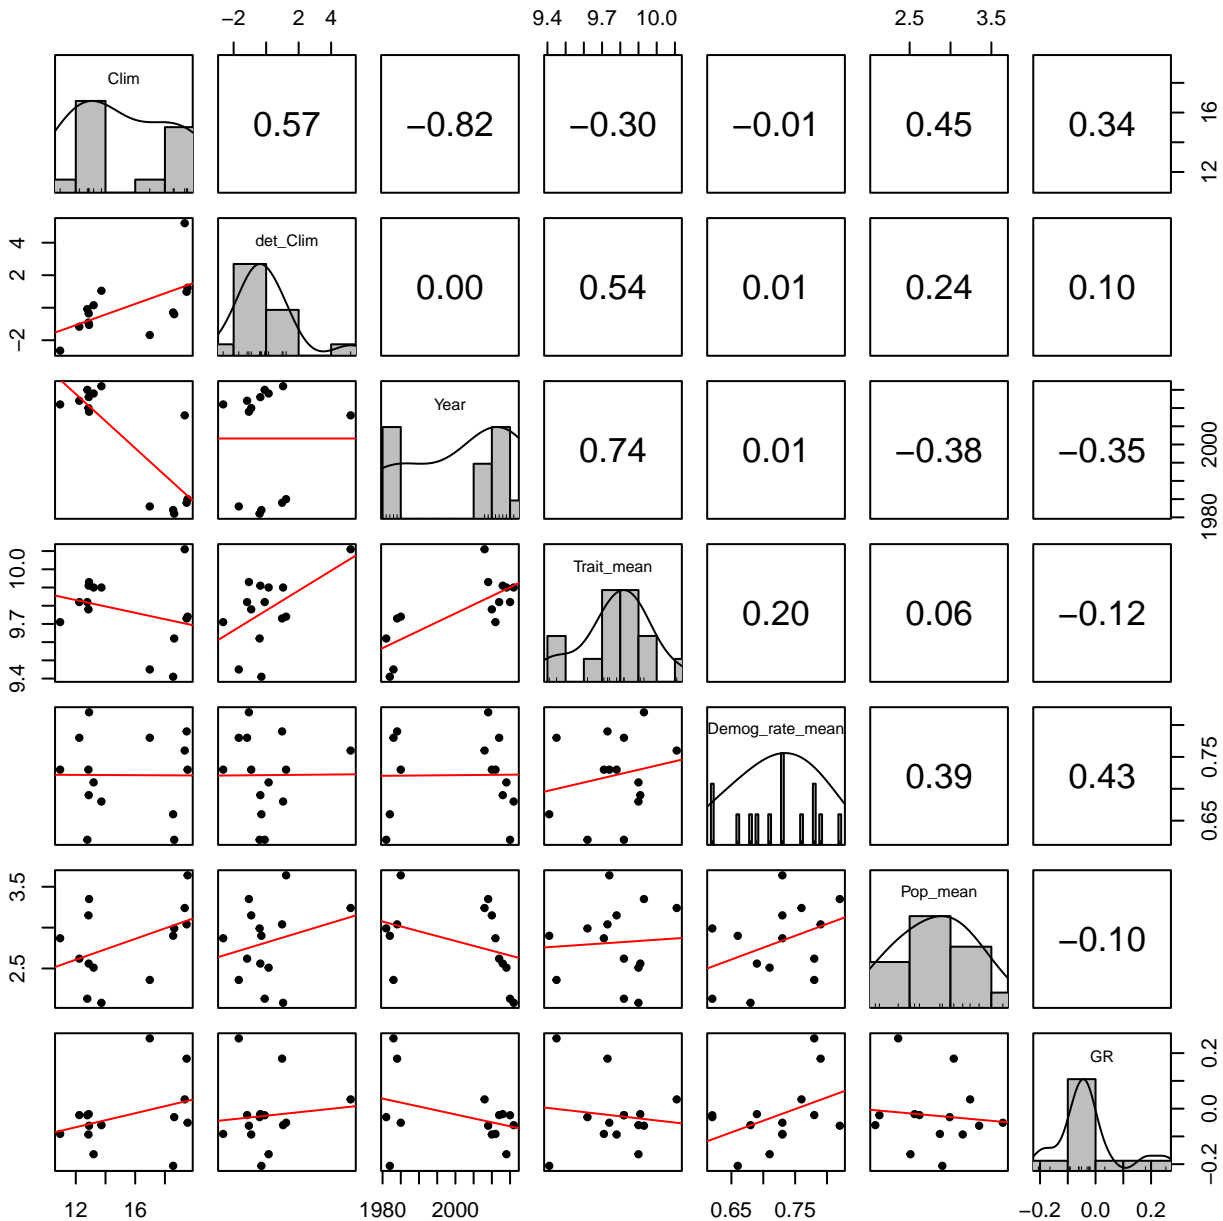 −2 2 4 9.4 9.7 10.0 2.5 3.5
Clim 0.57 −0.82 −0.30 −0.01 0.45 0.34 12 16
4 2 −2 det_Clim 0.00 0.54 0.01 0.24 0.10
Year 0.74 0.01 −0.38 −0.35 1980 2000
9.4 9.7 10.0 Trait_mean 0.20 0.06 −0.12
Demog_rate_mean 0.39 0.43 0.65 0.75
2.5 3.5 Pop_mean −0.10
GR −0.2 0.0 0.2
12 16 1980 2000 0.65 0.75 −0.2 0.0 0.2